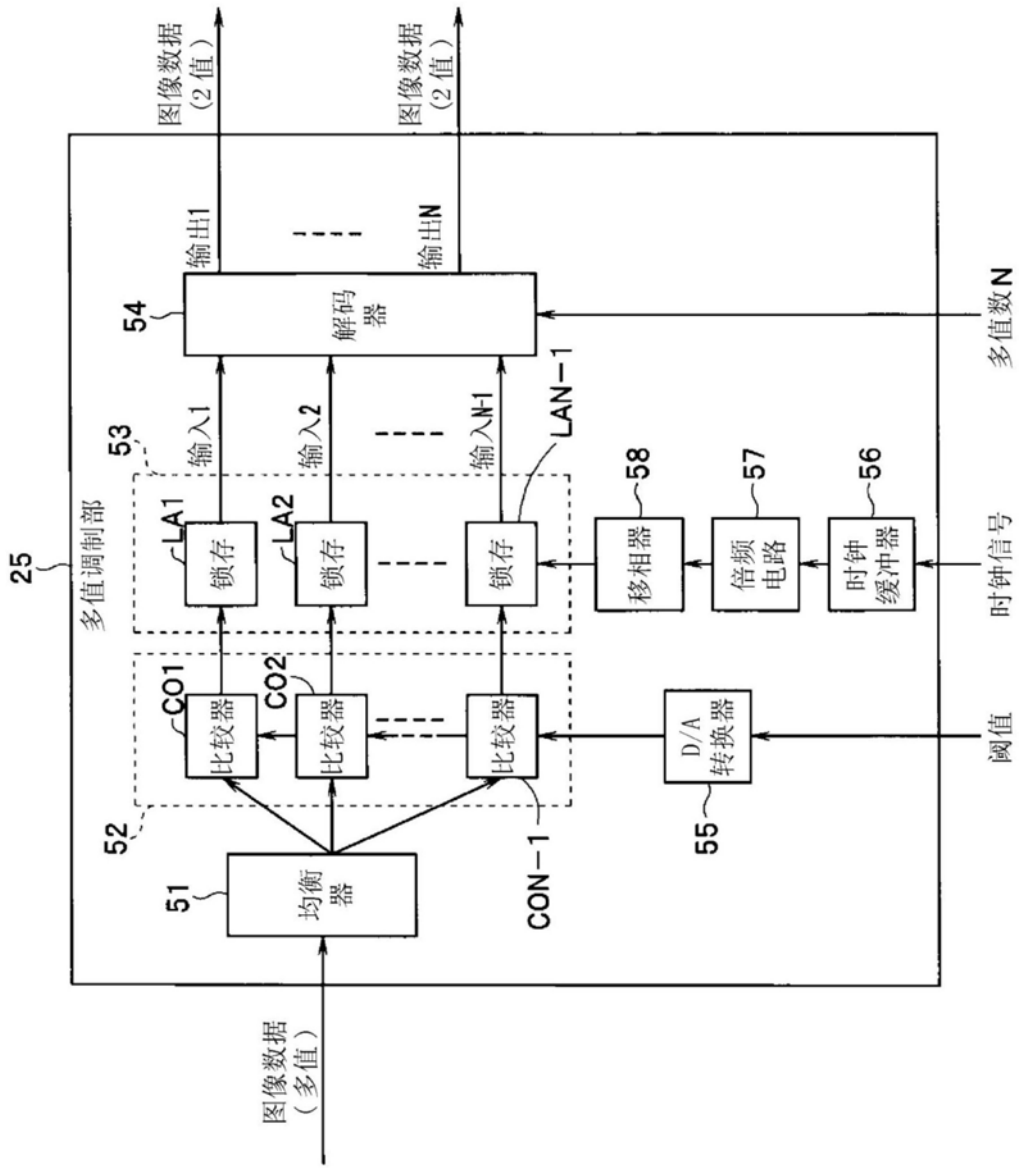 25
多值调制部
图像数据
（多值）
51
均衡
器
52
CO1
比较器
CO2
比较器
比较器
CON-1
53
LA1
锁存
LA2
锁存
锁存
LAN-1
输入1
输入2
输入N-1
54
解码
器
输出1
输出N
图像数据
(2值)
图像数据
(2值)
D/A
转换器
55
阈值
移相器
58
倍频
电路
57
时钟
缓冲器
56
时钟信号
多值数N